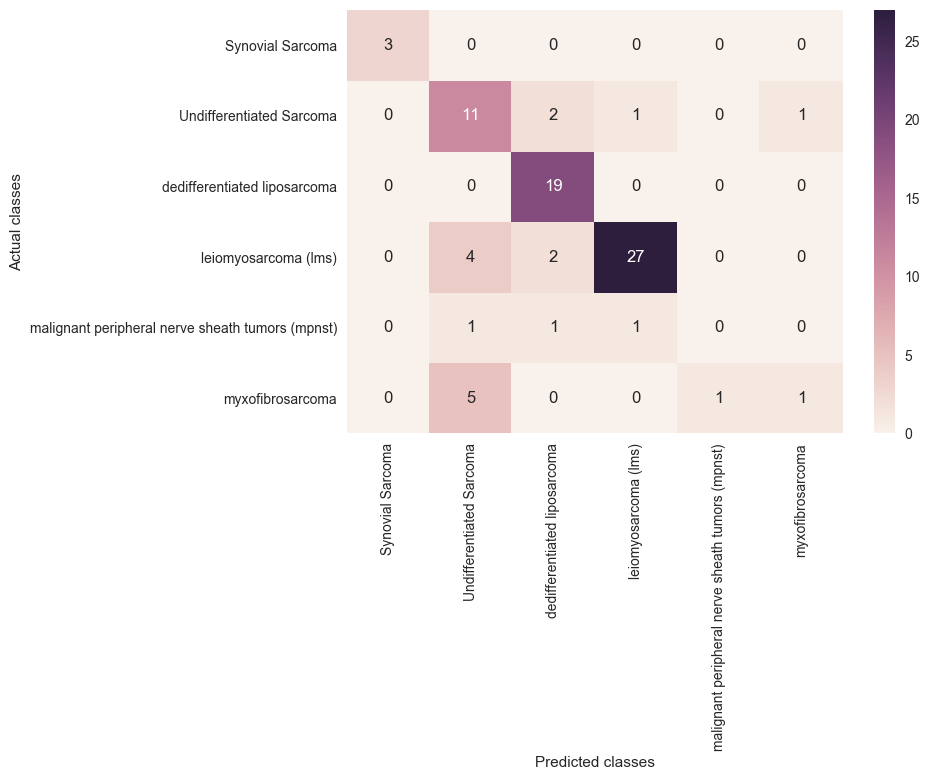 Synovial Sarcoma 3 0 0 0 0 0
Undifferentiated Sarcoma 0 11 2 1 0 1
dedifferentiated liposarcoma 0 0 19 0 0 0
leiomyosarcoma (lms) 0 4 2 27 0 0
malignant peripheral nerve sheath tumors (mpnst) 0 1 1 1 0 0
myxofibrosarcoma 0 5 0 0 1 1
Actual classes
Synovial Sarcoma
Undifferentiated Sarcoma
dedifferentiated liposarcoma
leiomyosarcoma (lms)
malignant peripheral nerve sheath tumors (mpnst)
myxofibrosarcoma
Predicted classes
25
20
15
10
5
0